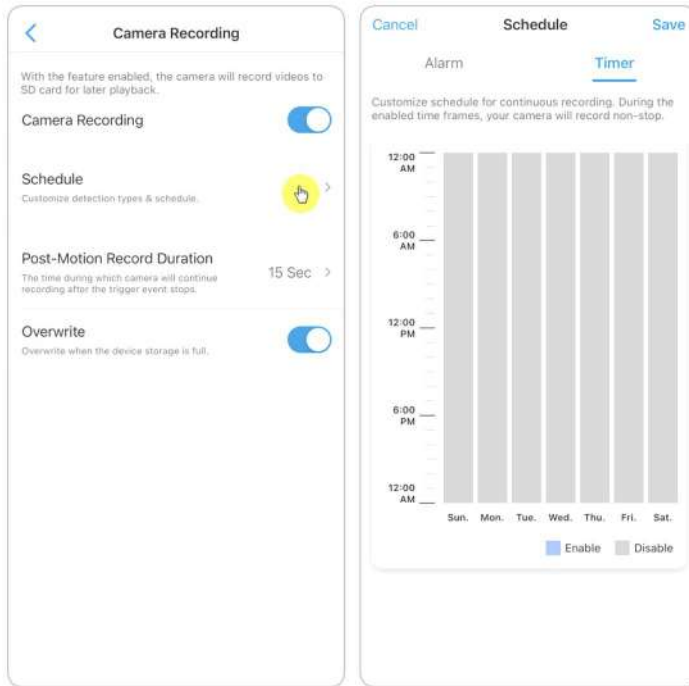 Camera Recording
With the feature enabled, the camera will record videos to
SD card for later playback.
Camera Recording
Schedule
Customize detection types & schedule.
Post-Motion Record Duration
The time during which camera will continue
recording after the trigger event stops.
15 Sec
Overwrite
Overwrite when the device storage is full.
Cancel
Schedule
Save
Alarm
Timer
Customize schedule for continuous recording. During the
enabled time frames, your camera will record non-stop.
12:00
AM
6:00
AM
12:00
PM
6:00
PM
12:00
AM
Sun. Mon. Tue. Wed. Thu. Fri. Sat.
Enable Disable